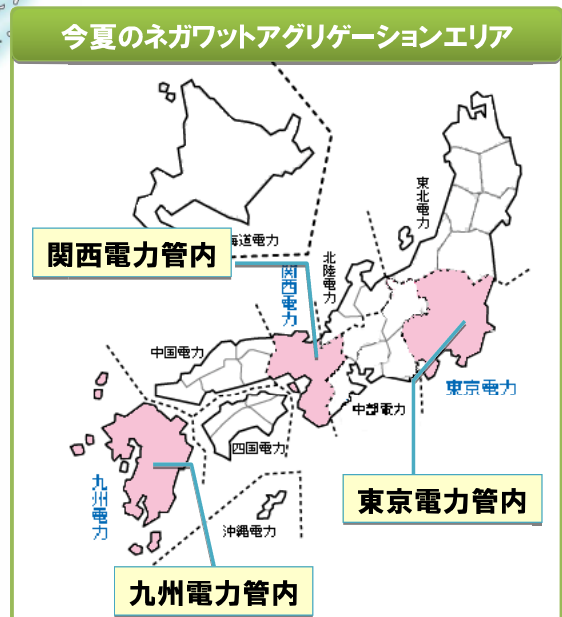 今夏のネガワットアグリゲーションエリア
東北電力
海道電力
関西電力管内
北陸電力
関西電力
中国電力
東京電力
中部電力
四国電力
九州電力
東京電力管内
沖縄電力
九州電力管内